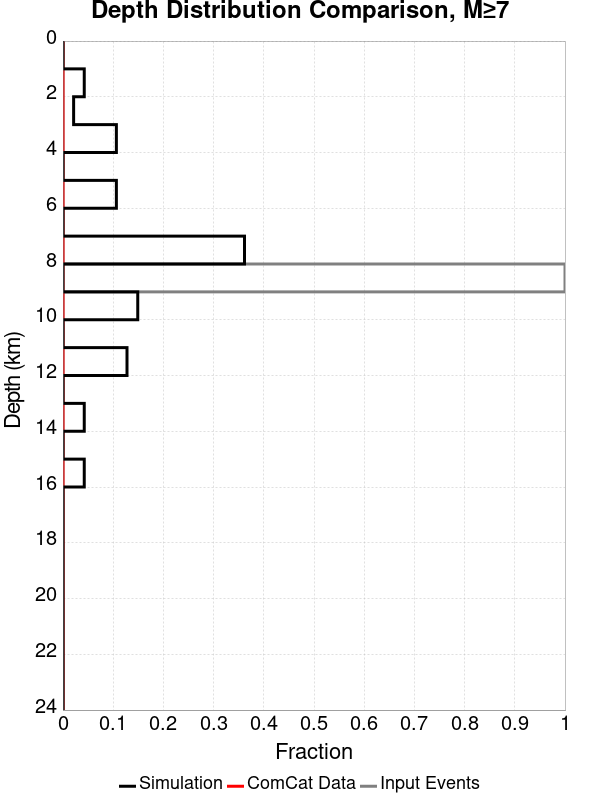 Depth Distribution Comparison, M≥7
0
2
4
6
8
10
12
14
16
18
20
22
24
Depth (km)
0 0.1 0.2 0.3 0.4 0.5 0.6 0.7 0.8 0.9 1
Fraction
Simulation ComCat Data Input Events